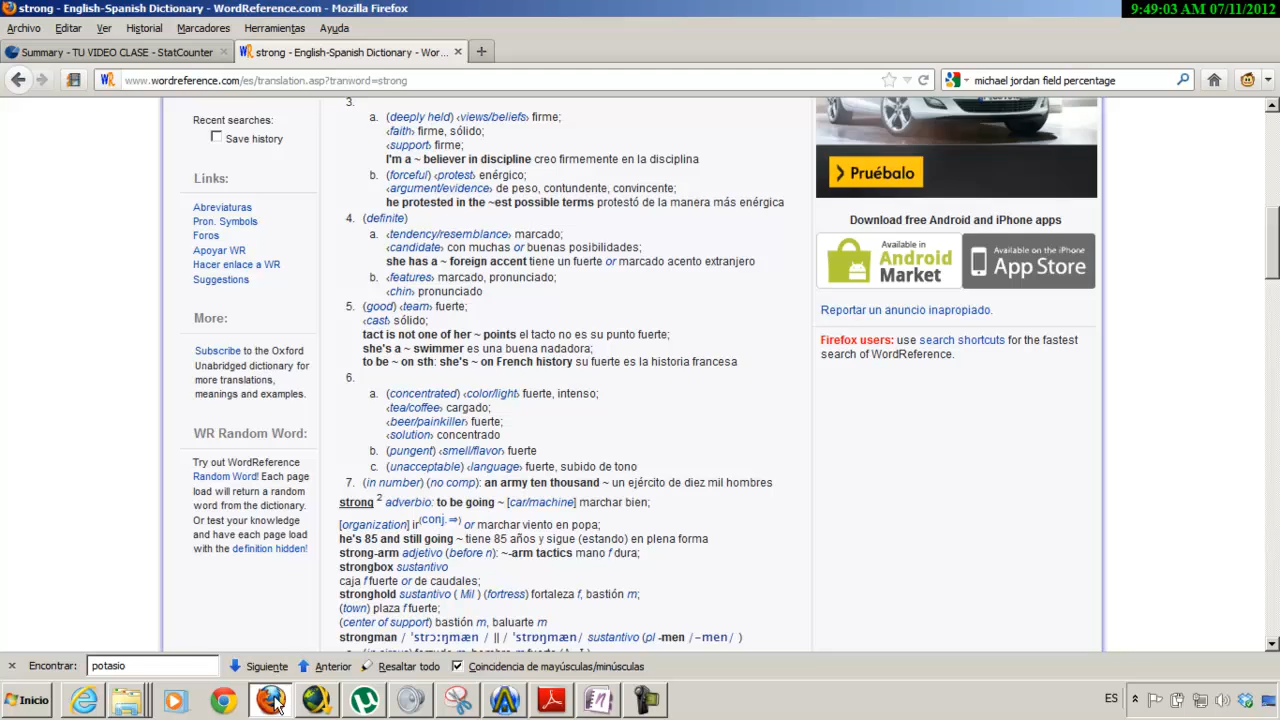 strong - English-Spanish Dictionary - WordReference.com - Mozilla Firefox
9:49:03 AM 07/11/2012
Archivo Editar Ver Historial Marcadores Herramientas Ayuda
Summary - TU VIDEO CLASE - StatCounter
strong - English-Spanish Dictionary - Wor...
www.wordreference.com/es/translation.asp?tranword=strong
michael jordan field percentage
Recent searches:
Save history
Links:
Abreviaturas
Pron. Symbols
Foros
Apoyar WR
Hacer enlace a WR
Suggestions
More:
Subscribe to the Oxford
Unabridged dictionary for
more translations,
meanings and examples.
WR Random Word:
Try out WordReference
Random Word! Each page
load will return a random
word from the dictionary.
Or test your knowledge
and have each page load
with the definition hidden!
3.
a. (deeply held) ‹views/beliefs› firme;
‹faith› firme, sólido;
‹support› firme;
I'm a ~ believer in discipline creo firmemente en la disciplina
b. (forceful) ‹protest› enérgico;
‹argument/evidence› de peso, contundente, convincente;
he protested in the ~est possible terms protestó de la manera más enérgica
4. (definite)
a. ‹tendency/resemblance› marcado;
‹candidate› con muchas or buenas posibilidades;
she has a ~ foreign accent tiene un fuerte or marcado acento extranjero
b. ‹features› marcado, pronunciado;
‹chin› pronunciado
5. (good) ‹team› fuerte;
‹cast› sólido;
tact is not one of her ~ points el tacto no es su punto fuerte;
she's a ~ swimmer es una buena nadadora;
to be ~ on sth: she's ~ on French history su fuerte es la historia francesa
6.
a. (concentrated) ‹color/light› fuerte, intenso;
‹tea/coffee› cargado;
‹beer/painkiller› fuerte;
‹solution› concentrado
b. (pungent) ‹smell/flavor› fuerte
c. (unacceptable) ‹language› fuerte, subido de tono
7. (in number) (no comp): an army ten thousand ~ un ejército de diez mil hombres
strong 2 adverbio: to be going ~ [car/machine] marchar bien;
[organization] ir(conj.⇒) or marchar viento en popa;
he's 85 and still going ~ tiene 85 años y sigue (estando) en plena forma
strong-arm adjetivo (before n): ~-arm tactics mano f dura;
strongbox sustantivo
caja f fuerte or de caudales;
stronghold sustantivo ( Mil ) (fortress) fortaleza f, bastión m;
(town) plaza f fuerte;
(center of support) bastión m, baluarte m
strongman / ˈstrɔːŋmæn / || / ˈstrɒŋmæn/ sustantivo (pl -men /-men/ )
Pruébalo
Download free Android and iPhone apps
Available in
Android
Market
Available on the iPhone
App Store
Reportar un anuncio inapropiado.
Firefox users: use search shortcuts for the fastest
search of WordReference.
Encontrar: potasio Siguiente Anterior Resaltar todo Coincidencia de mayúsculas/minúsculas
Inicio
ES